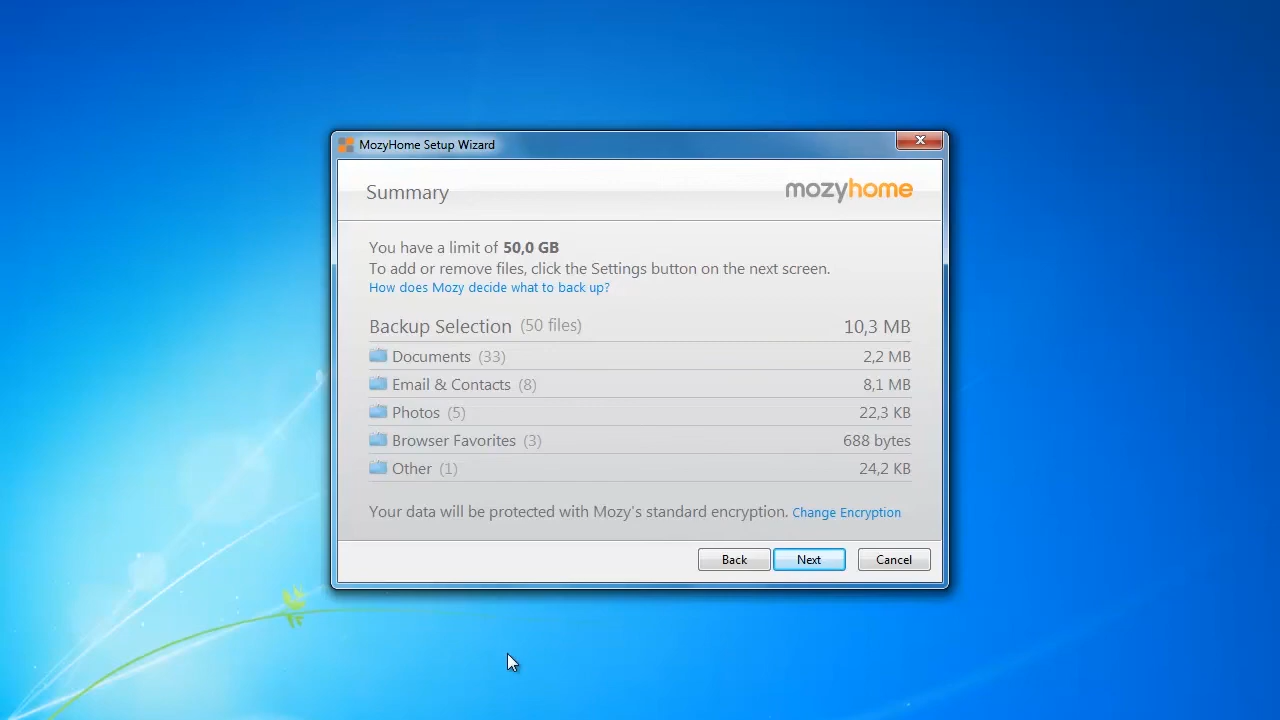 MozyHome Setup Wizard
Summary
mozyhome
You have a limit of 50,0 GB
To add or remove files, click the Settings button on the next screen.
How does Mozy decide what to back up?
Backup Selection (50 files) 10,3 MB
Documents (33) 2,2 MB
Email & Contacts (8) 8,1 MB
Photos (5) 22,3 KB
Browser Favorites (3) 688 bytes
Other (1) 24,2 KB
Your data will be protected with Mozy's standard encryption. Change Encryption
Back Next Cancel